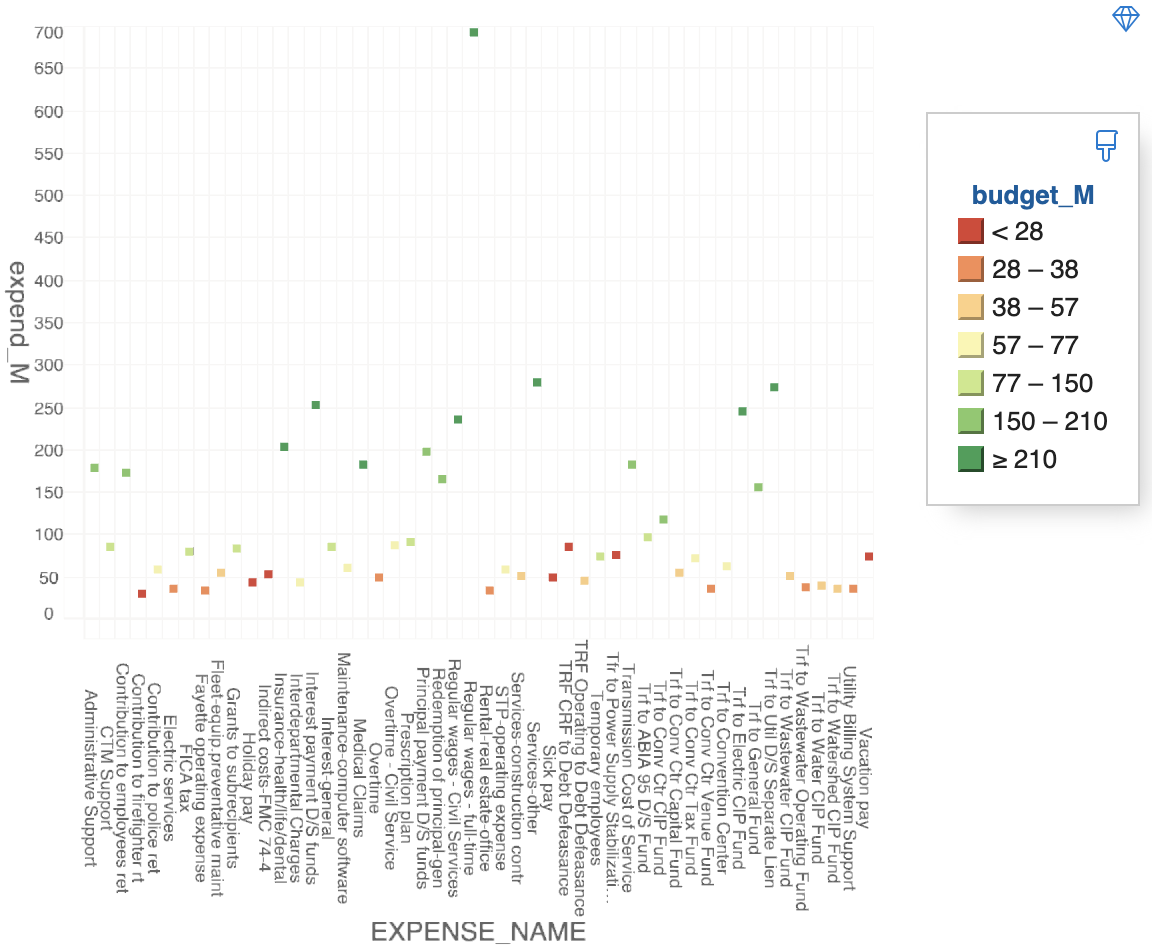 700
650
600
550
500
450
400
350
300
250
200
150
100
50
0
expend_M
Administrative Support
CTM Support
Contribution to employees ret
Contribution to firefighter rt
Contribution to police ret
Electric services
FICA tax
Fayette operating expense
Fleet-equip.preventative maint
Grants to subrecipients
Holiday pay
Indirect costs-FMC 74-4
Insurance-health/life/dental
Interdepartmental Charges
Interest payment D/S funds
Interest-general
Maintenance-computer software
Medical Claims
Overtime
Overtime - Civil Service
Prescription plan
Principal payment D/S funds
Redemption of principal-gen
Regular wages - Civil Services
Regular wages - full-time
Rental-real estate-office
STP-operating expense
Services-construction contr
Services-other
Sick pay
TRF CRF to Debt Defeasance
TRF Operating to Debt Defeasance
Temporary employees
Tfr to Power Supply Stabilizati…
Transmission Cost of Service
Trf to ABIA 95 D/S Fund
Trf to Conv Ctr CIP Fund
Trf to Conv Ctr Capital Fund
Trf to Conv Ctr Tax Fund
Trf to Conv Ctr Venue Fund
Trf to Convention Center
Trf to Electric CIP Fund
Trf to General Fund
Trf to Util D/S Separate Lien
Trf to Wastewater CIP Fund
Trf to Wastewater Operating Fund
Trf to Water CIP Fund
Trf to Watershed CIP Fund
Utility Billing System Support
Vacation pay
EXPENSE_NAME
budget_M
< 28
28 – 38
38 – 57
57 – 77
77 – 150
150 – 210
≥ 210